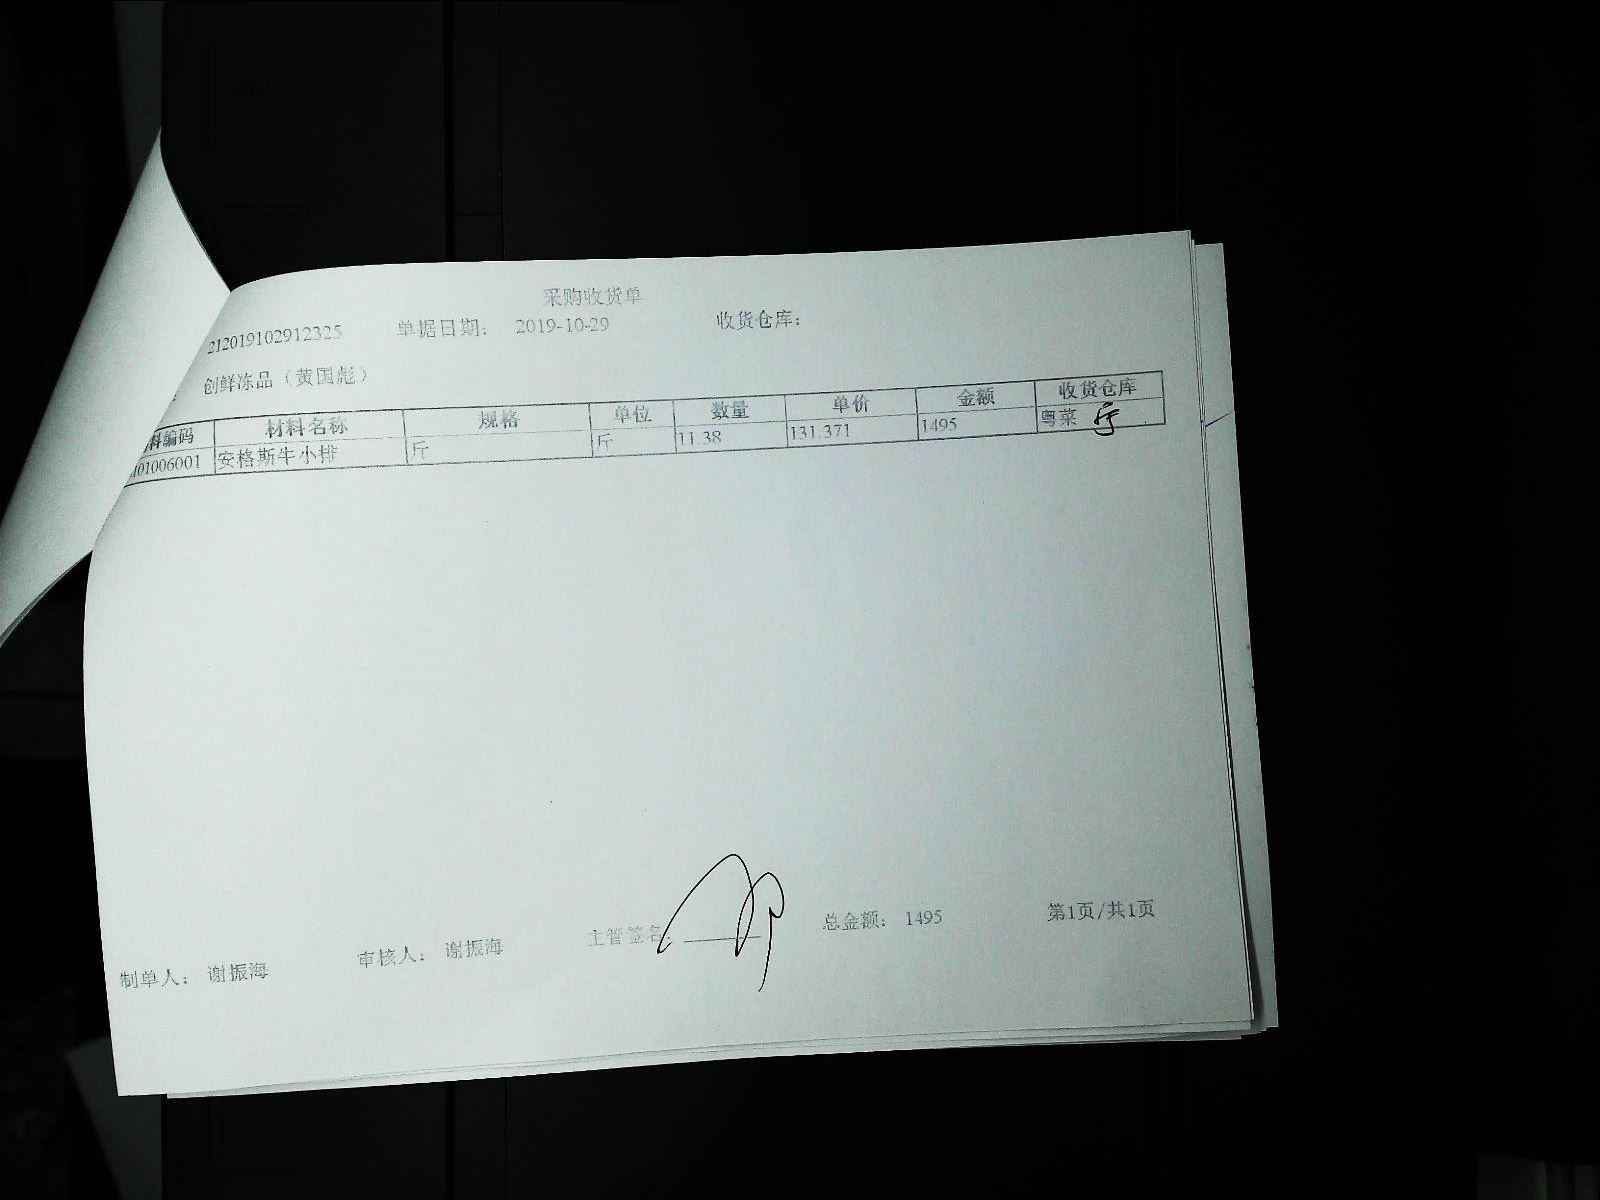 采购收货单
212019102912325 单据日期： 2019-10-29 收货仓库：
创鲜冻品（黄国彪）
料编码 材料名称 规格 单位 数量 单价 金额 收货仓库
101006001 安格斯牛小排 斤 斤 11.38 131.371 1495 粤菜
制单人： 谢振海 审核人： 谢振海 主管签名： 总金额： 1495 第1页/共1页